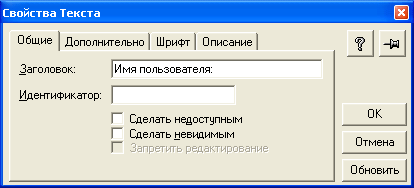 Свойства Текста
Общие Дополнительно Шрифт Описание
Заголовок: Имя пользователя:
Идентификатор:
Сделать недоступным
Сделать невидимым
Запретить редактирование
OK
Отмена
Обновить